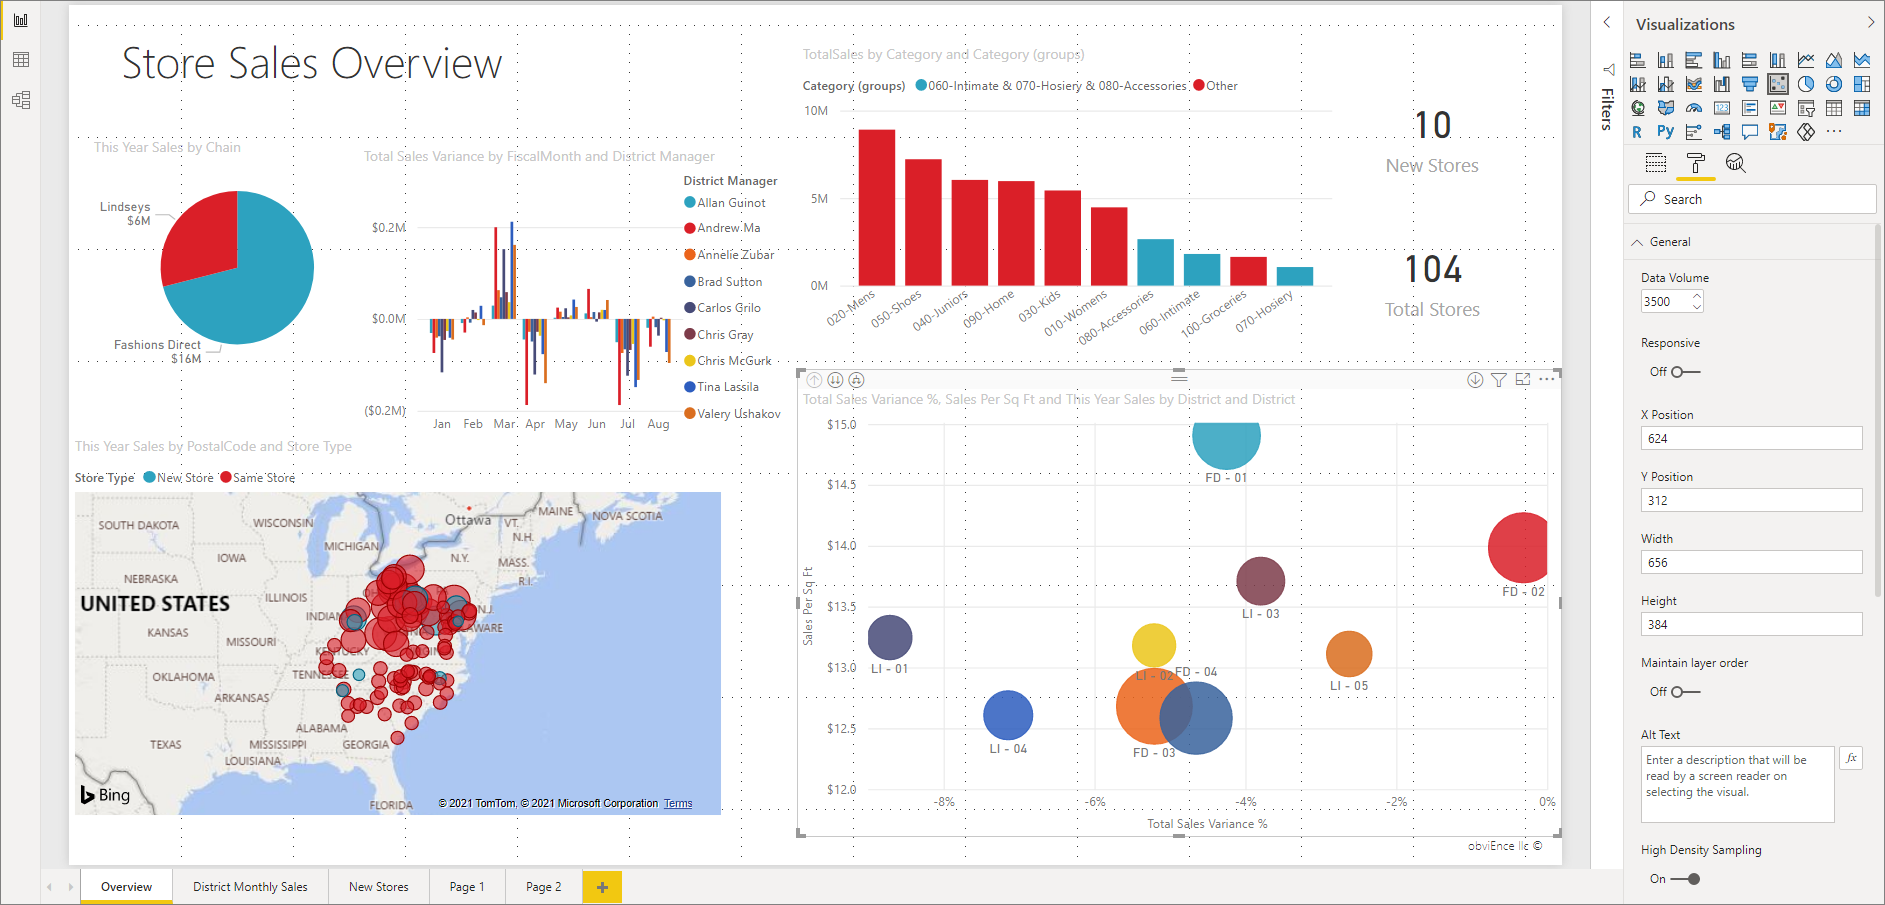 Store Sales Overview
This Year Sales by Chain
Lindseys
$6M
Fashions Direct
$16M
Total Sales Variance by FiscalMonth and District Manager
$0.2M
$0.0M
($0.2M)
Jan Feb Mar Apr May Jun Jul Aug
District Manager
Allan Guinot
Andrew Ma
Annelie Zubar
Brad Sutton
Carlos Grilo
Chris Gray
Chris McGurk
Tina Lassila
Valery Ushakov
TotalSales by Category and Category (groups)
Category (groups) 060-Intimate & 070-Hosiery & 080-Accessories Other
10M
5M
0M
020-Mens 050-Shoes 040-Juniors 090-Home 030-Kids 010-Womens 080-Accessories 060-Intimate 100-Groceries 070-Hosiery
10
New Stores
104
Total Stores
This Year Sales by PostalCode and Store Type
Store Type New Store Same Store
Ottawa
MAINE
NOVA SCOTIA
SOUTH DAKOTA
WISCONSIN
VT.
N.H.
MICHIGAN
IOWA
N.Y.
MASS.
NEBRASKA
R.I.
ILLINOIS
UNITED STATES
N.J.
KANSAS
MISSOURI
OKLAHOMA
ARKANSAS
ALABAMA
TEXAS
MISSISSIPPI
GEORGIA
LOUISIANA
FLORIDA
Bing
© 2021 TomTom, © 2021 Microsoft Corporation Terms
Total Sales Variance %, Sales Per Sq Ft and This Year Sales by District and District
$15.0
$14.5
$14.0
$13.5
$13.0
$12.5
$12.0
Sales Per Sq Ft
FD - 01
FD - 02
LI - 03
LI - 01
LI - 02
FD - 04
LI - 05
LI - 04
FD - 03
-8% -6% -4% -2% 0%
Total Sales Variance %
obviEnce llc ©
Overview
District Monthly Sales
New Stores
Page 1
Page 2
+
Filters
Visualizations
123
R
Py
Search
General
Data Volume
3500
Responsive
Off
X Position
624
Y Position
312
Width
656
Height
384
Maintain layer order
Off
Alt Text
Enter a description that will be
read by a screen reader on
selecting the visual.
fx
High Density Sampling
On